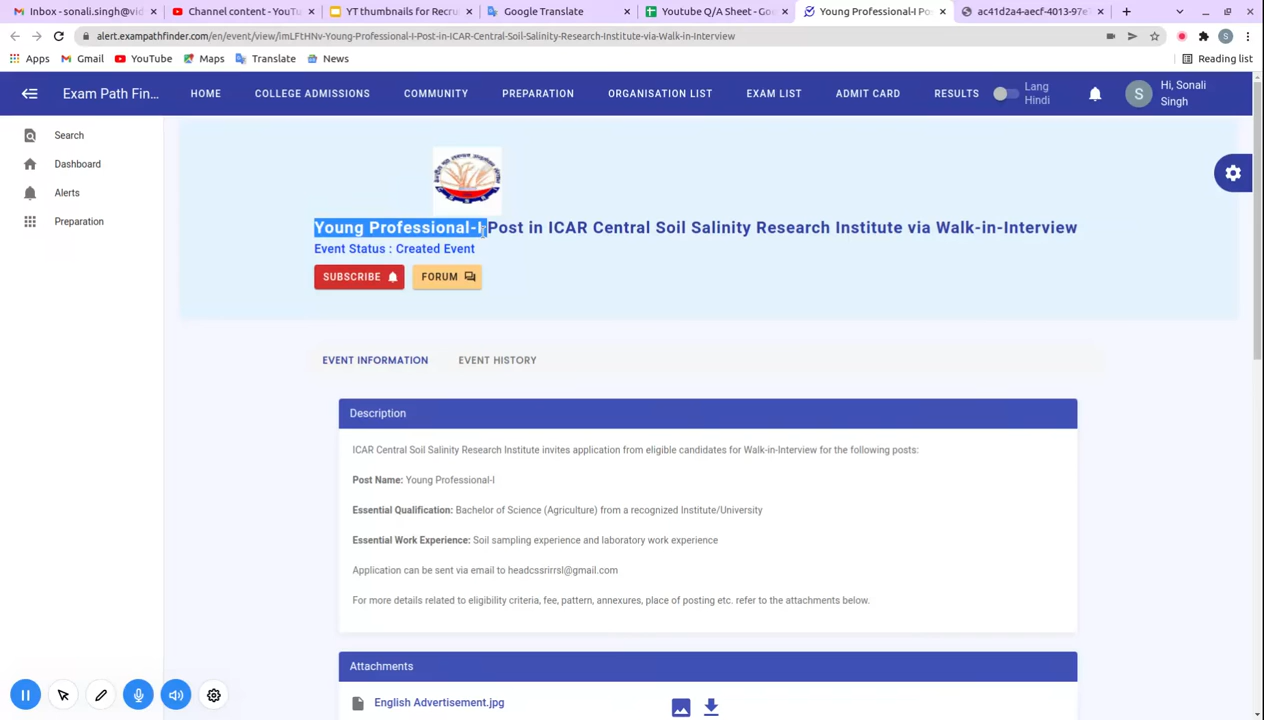 Inbox - sonali.singh@vid
Channel content - YouTu
YT thumbnails for Recru
Google Translate
Youtube Q/A Sheet - Goo
Young Professional-I Po
ac41d2a4-aecf-4013-97e
alert.exampathfinder.com/en/event/view/imLFtHNv-Young-Professional-I-Post-in-ICAR-Central-Soil-Salinity-Research-Institute-via-Walk-in-Interview
S
Apps
Gmail
YouTube
Maps
Translate
News
Reading list
Exam Path Fin...
HOME
COLLEGE ADMISSIONS
COMMUNITY
PREPARATION
ORGANISATION LIST
EXAM LIST
ADMIT CARD
RESULTS
Lang
Hindi
S
Hi, Sonali
Singh
Search
Dashboard
Alerts
Preparation
Young Professional-I Post in ICAR Central Soil Salinity Research Institute via Walk-in-Interview
Event Status : Created Event
SUBSCRIBE
FORUM
EVENT INFORMATION
EVENT HISTORY
Description
ICAR Central Soil Salinity Research Institute invites application from eligible candidates for Walk-in-Interview for the following posts:
Post Name: Young Professional-I
Essential Qualification: Bachelor of Science (Agriculture) from a recognized Institute/University
Essential Work Experience: Soil sampling experience and laboratory work experience
Application can be sent via email to headcssrirrsl@gmail.com
For more details related to eligibility criteria, fee, pattern, annexures, place of posting etc. refer to the attachments below.
Attachments
English Advertisement.jpg